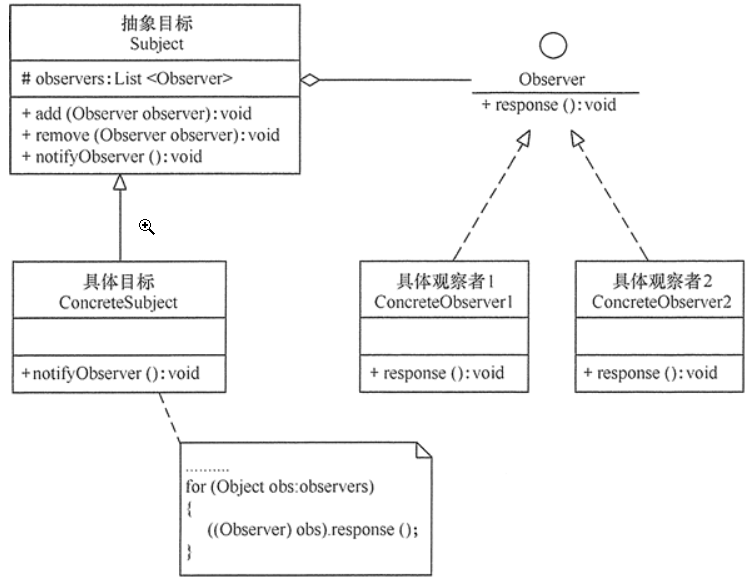 抽象目标
Subject
# observers:List <Observer>
+ add (Observer observer):void
+ remove (Observer observer):void
+ notifyObserver ():void
Observer
+ response ():void
具体目标
ConcreteSubject
+notifyObserver ():void
具体观察者1
ConcreteObserver1
+ response ():void
具体观察者2
ConcreteObserver2
+ response ():void
..........
for (Object obs:observers)
{
((Observer) obs).response ();
}